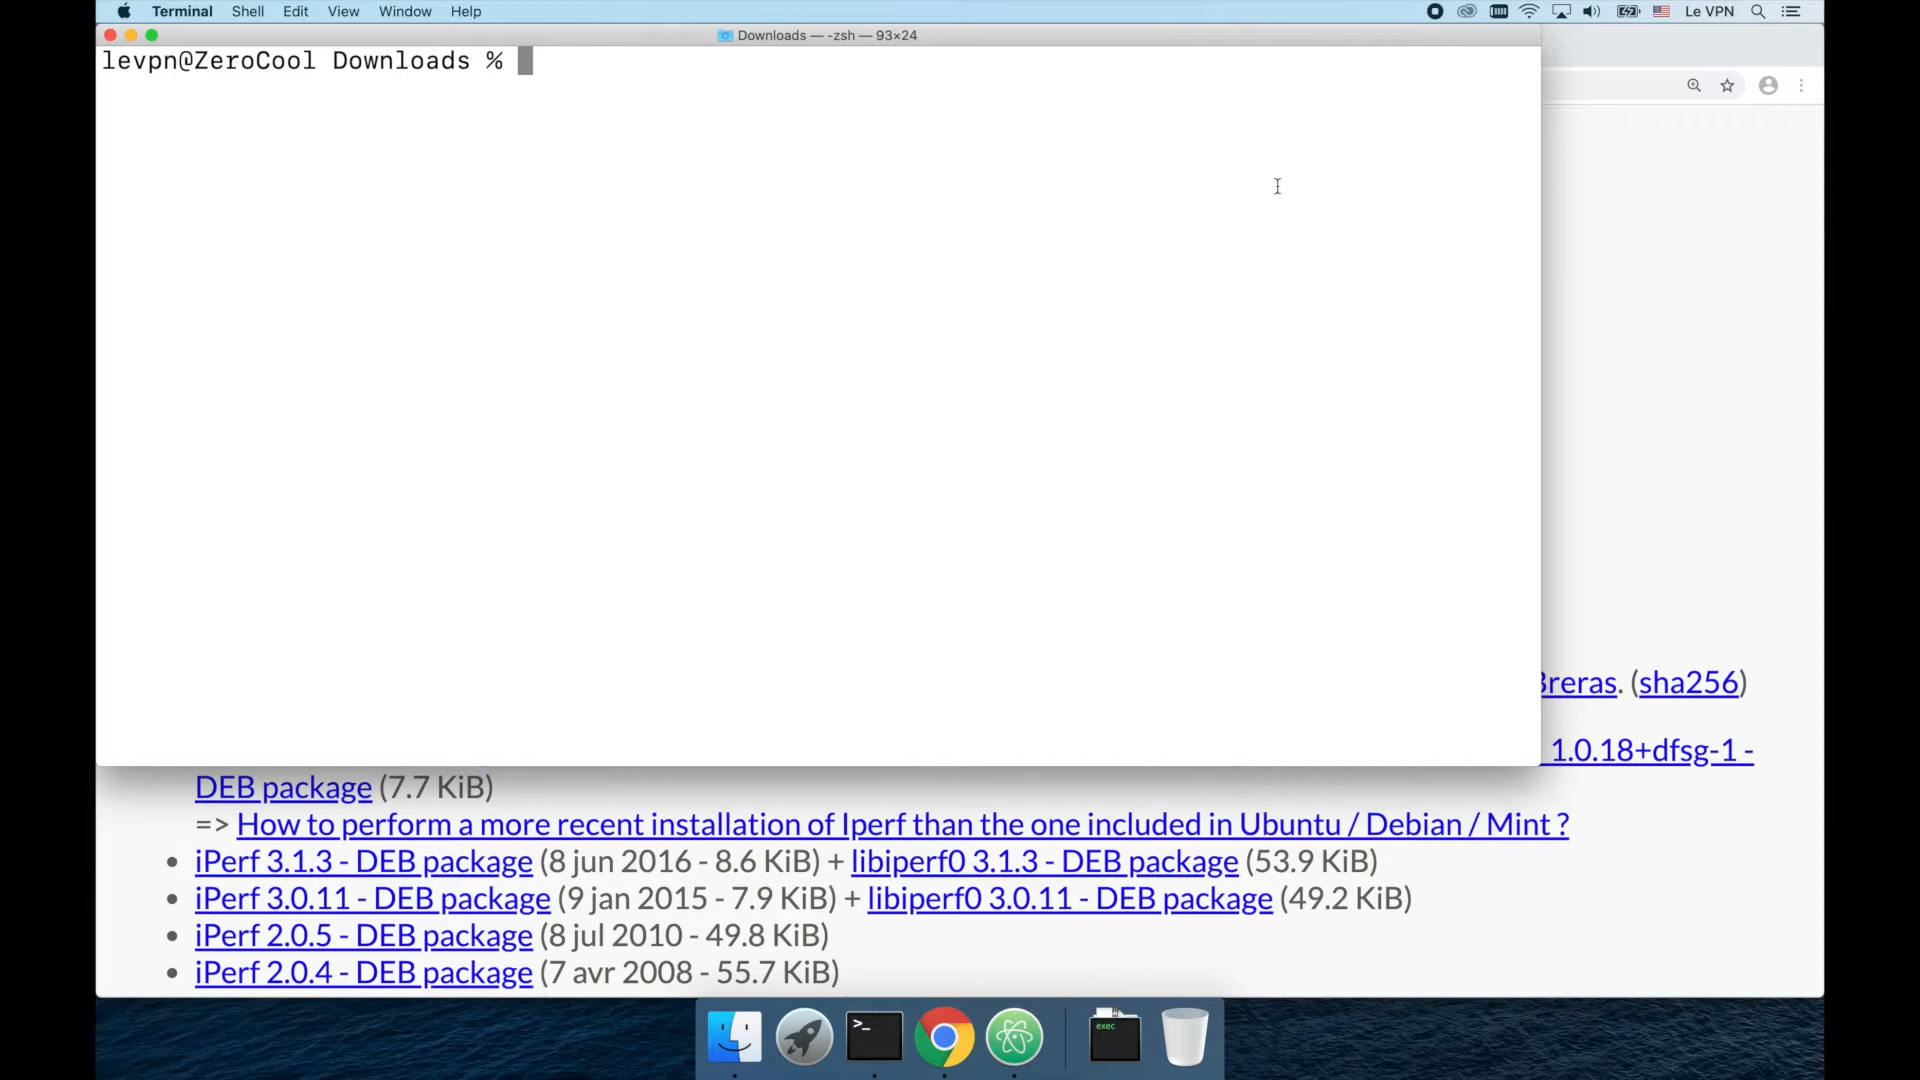 Terminal Shell Edit View Window Help Le VPN
Downloads — -zsh — 93×24
levpn@ZeroCool Downloads %
Breras. (sha256)
1.0.18+dfsg-1 -
DEB package (7.7 KiB)
=> How to perform a more recent installation of Iperf than the one included in Ubuntu / Debian / Mint ?
• iPerf 3.1.3 - DEB package (8 jun 2016 - 8.6 KiB) + libiperf0 3.1.3 - DEB package (53.9 KiB)
• iPerf 3.0.11 - DEB package (9 jan 2015 - 7.9 KiB) + libiperf0 3.0.11 - DEB package (49.2 KiB)
• iPerf 2.0.5 - DEB package (8 jul 2010 - 49.8 KiB)
• iPerf 2.0.4 - DEB package (7 avr 2008 - 55.7 KiB)
>_
exec